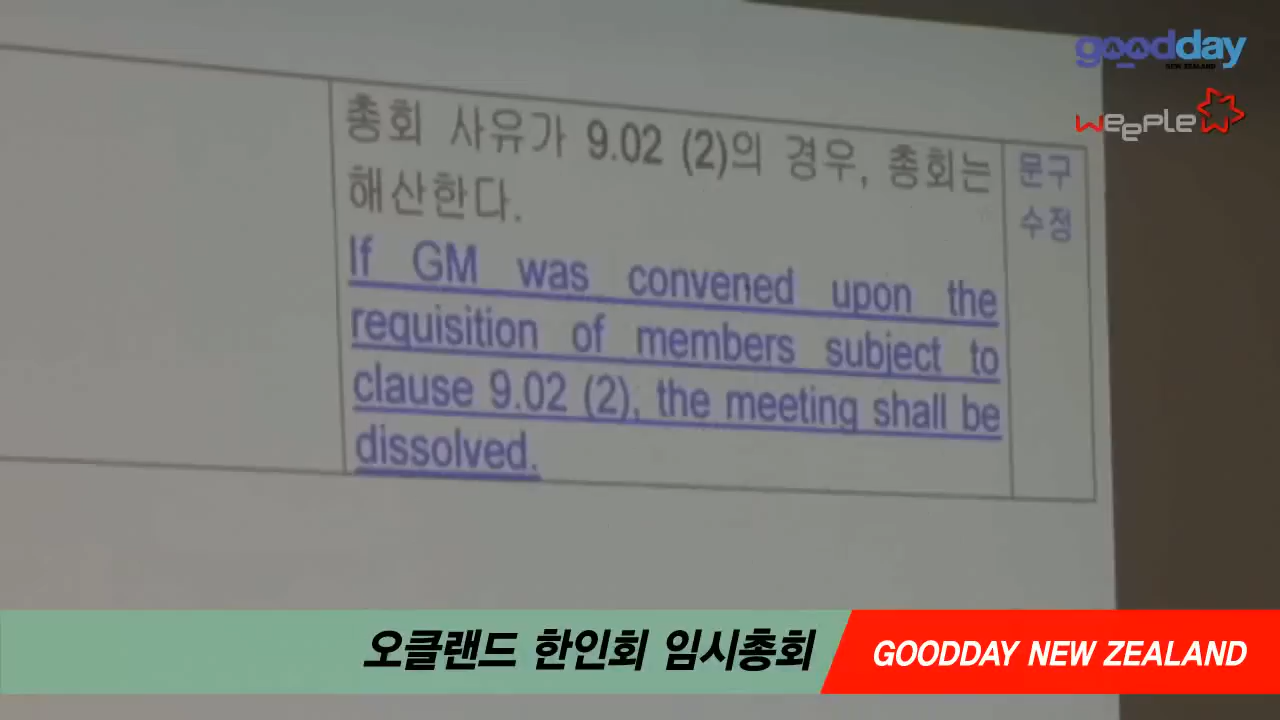 goodday
NEW ZEALAND
weeple
총회 사유가 9.02 (2)의 경우, 총회는
해산한다.
If GM was convened upon the
requisition of members subject to
clause 9.02 (2), the meeting shall be
dissolved.
문구
수정
오클랜드 한인회 임시총회
GOODDAY NEW ZEALAND